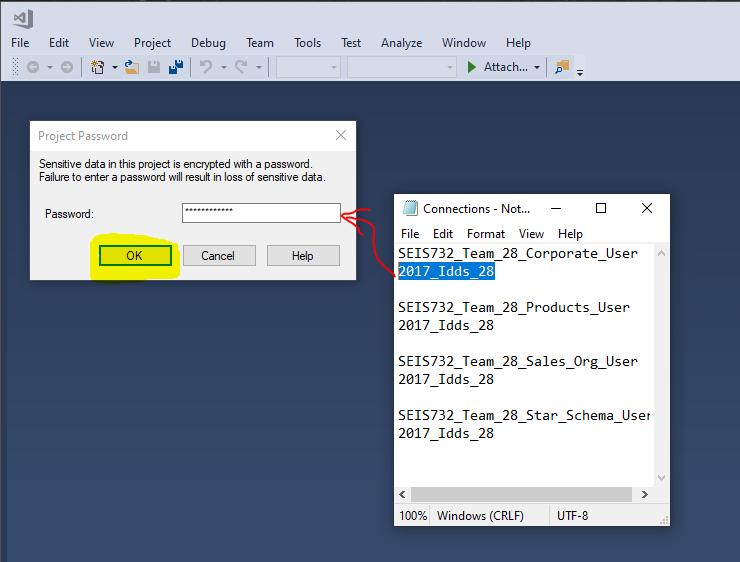 File Edit View Project Debug Team Tools Test Analyze Window Help
Attach...
Project Password
Sensitive data in this project is encrypted with a password.
Failure to enter a password will result in loss of sensitive data.
Password: ************
OK Cancel Help
Connections - Not...
File Edit Format View Help
SEIS732_Team_28_Corporate_User
2017_Idds_28
SEIS732_Team_28_Products_User
2017_Idds_28
SEIS732_Team_28_Sales_Org_User
2017_Idds_28
SEIS732_Team_28_Star_Schema_User
2017_Idds_28
100% Windows (CRLF) UTF-8